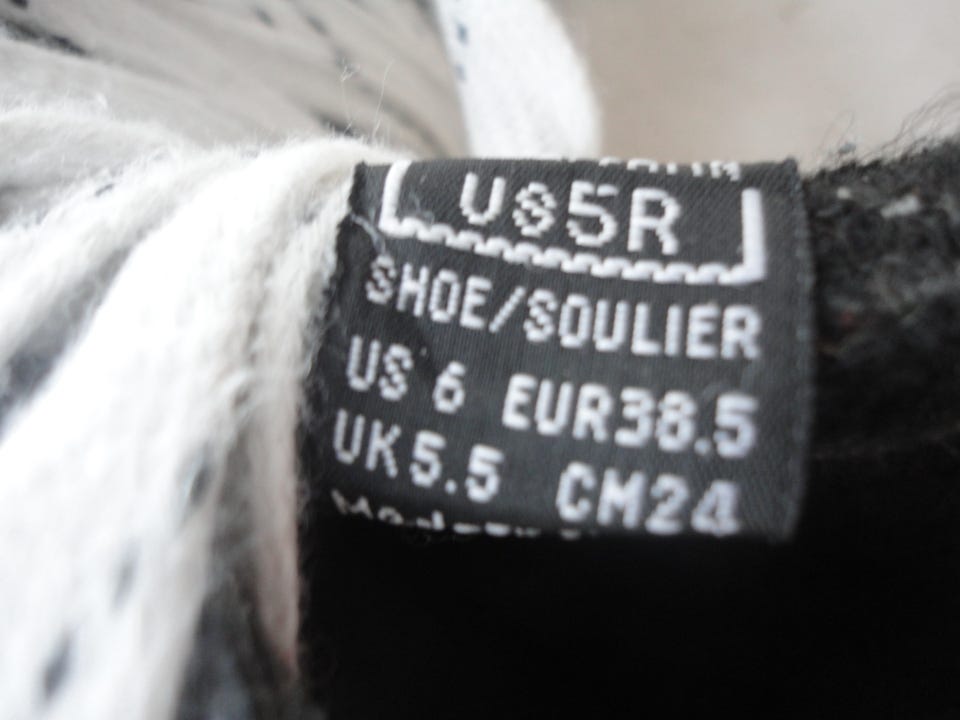 US5R
SHOE/SOULIER
US 6 EUR38.5
UK5.5 CM24